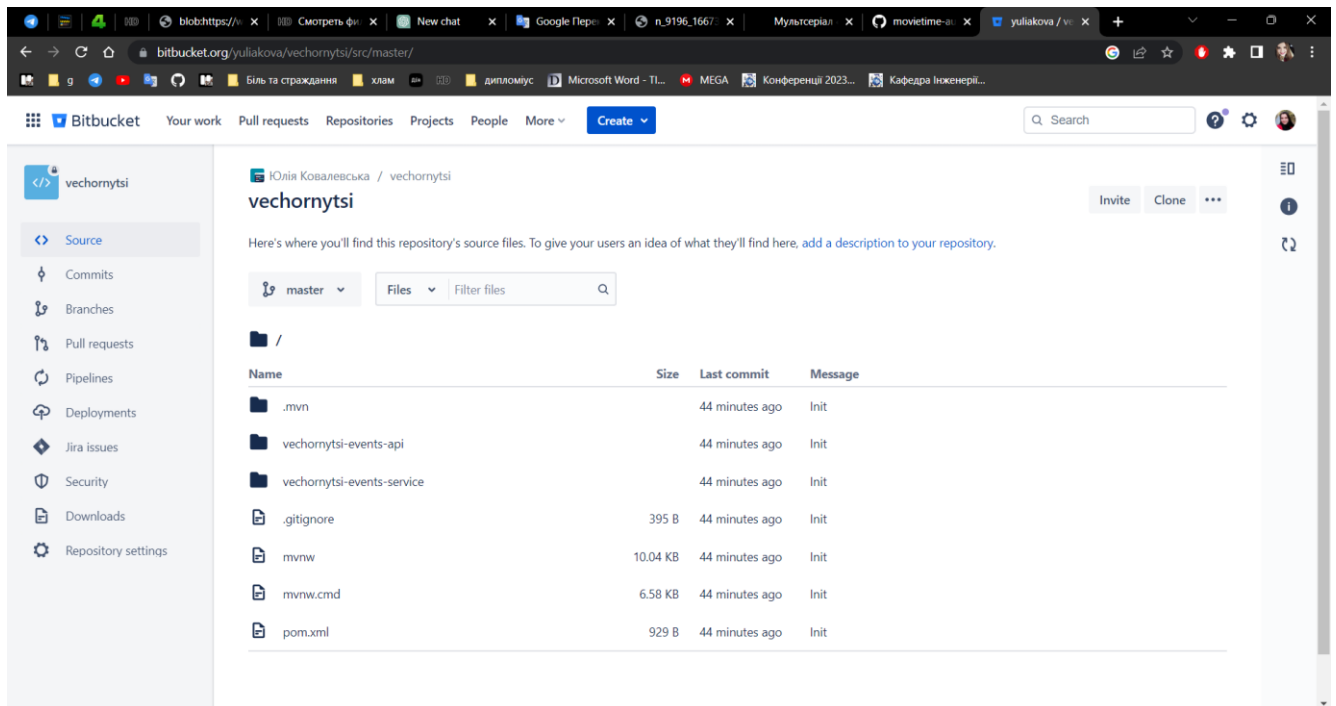 blob:https://w
Смотреть фи
New chat
Google Пере
n_9196_1667
Мультсеріал
movietime-au
yuliakova / ve
bitbucket.org/yuliakova/vechornytsi/src/master/
g
Біль та страждання
хлам
HD
дипломіус
Microsoft Word - Ті...
MEGA
Конференції 2023...
Кафедра Інженерії...
Bitbucket Your work Pull requests Repositories Projects People More Create Search
vechornytsi
Source
Commits
Branches
Pull requests
Pipelines
Deployments
Jira issues
Security
Downloads
Repository settings
Юлія Ковалевська / vechornytsi
vechornytsi
Invite Clone
Here's where you'll find this repository's source files. To give your users an idea of what they'll find here, add a description to your repository.
master Files Filter files
/
Name Size Last commit Message
.mvn 44 minutes ago Init
vechornytsi-events-api 44 minutes ago Init
vechornytsi-events-service 44 minutes ago Init
.gitignore 395 B 44 minutes ago Init
mvnw 10.04 KB 44 minutes ago Init
mvnw.cmd 6.58 KB 44 minutes ago Init
pom.xml 929 B 44 minutes ago Init